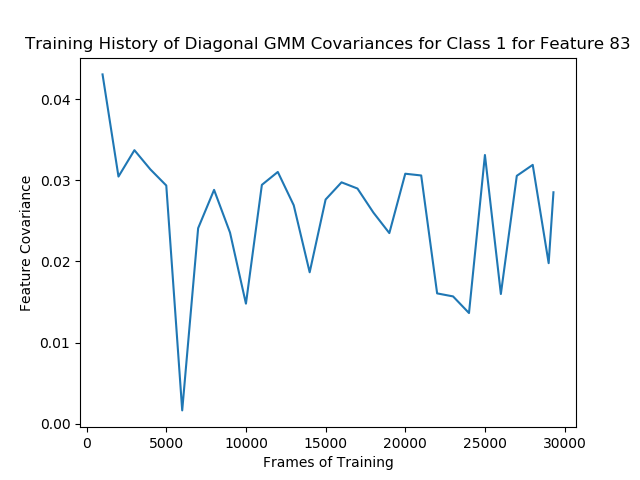 Training History of Diagonal GMM Covariances for Class 1 for Feature 83
0.04
0.03
0.02
0.01
0.00
Feature Covariance
0 5000 10000 15000 20000 25000 30000
Frames of Training